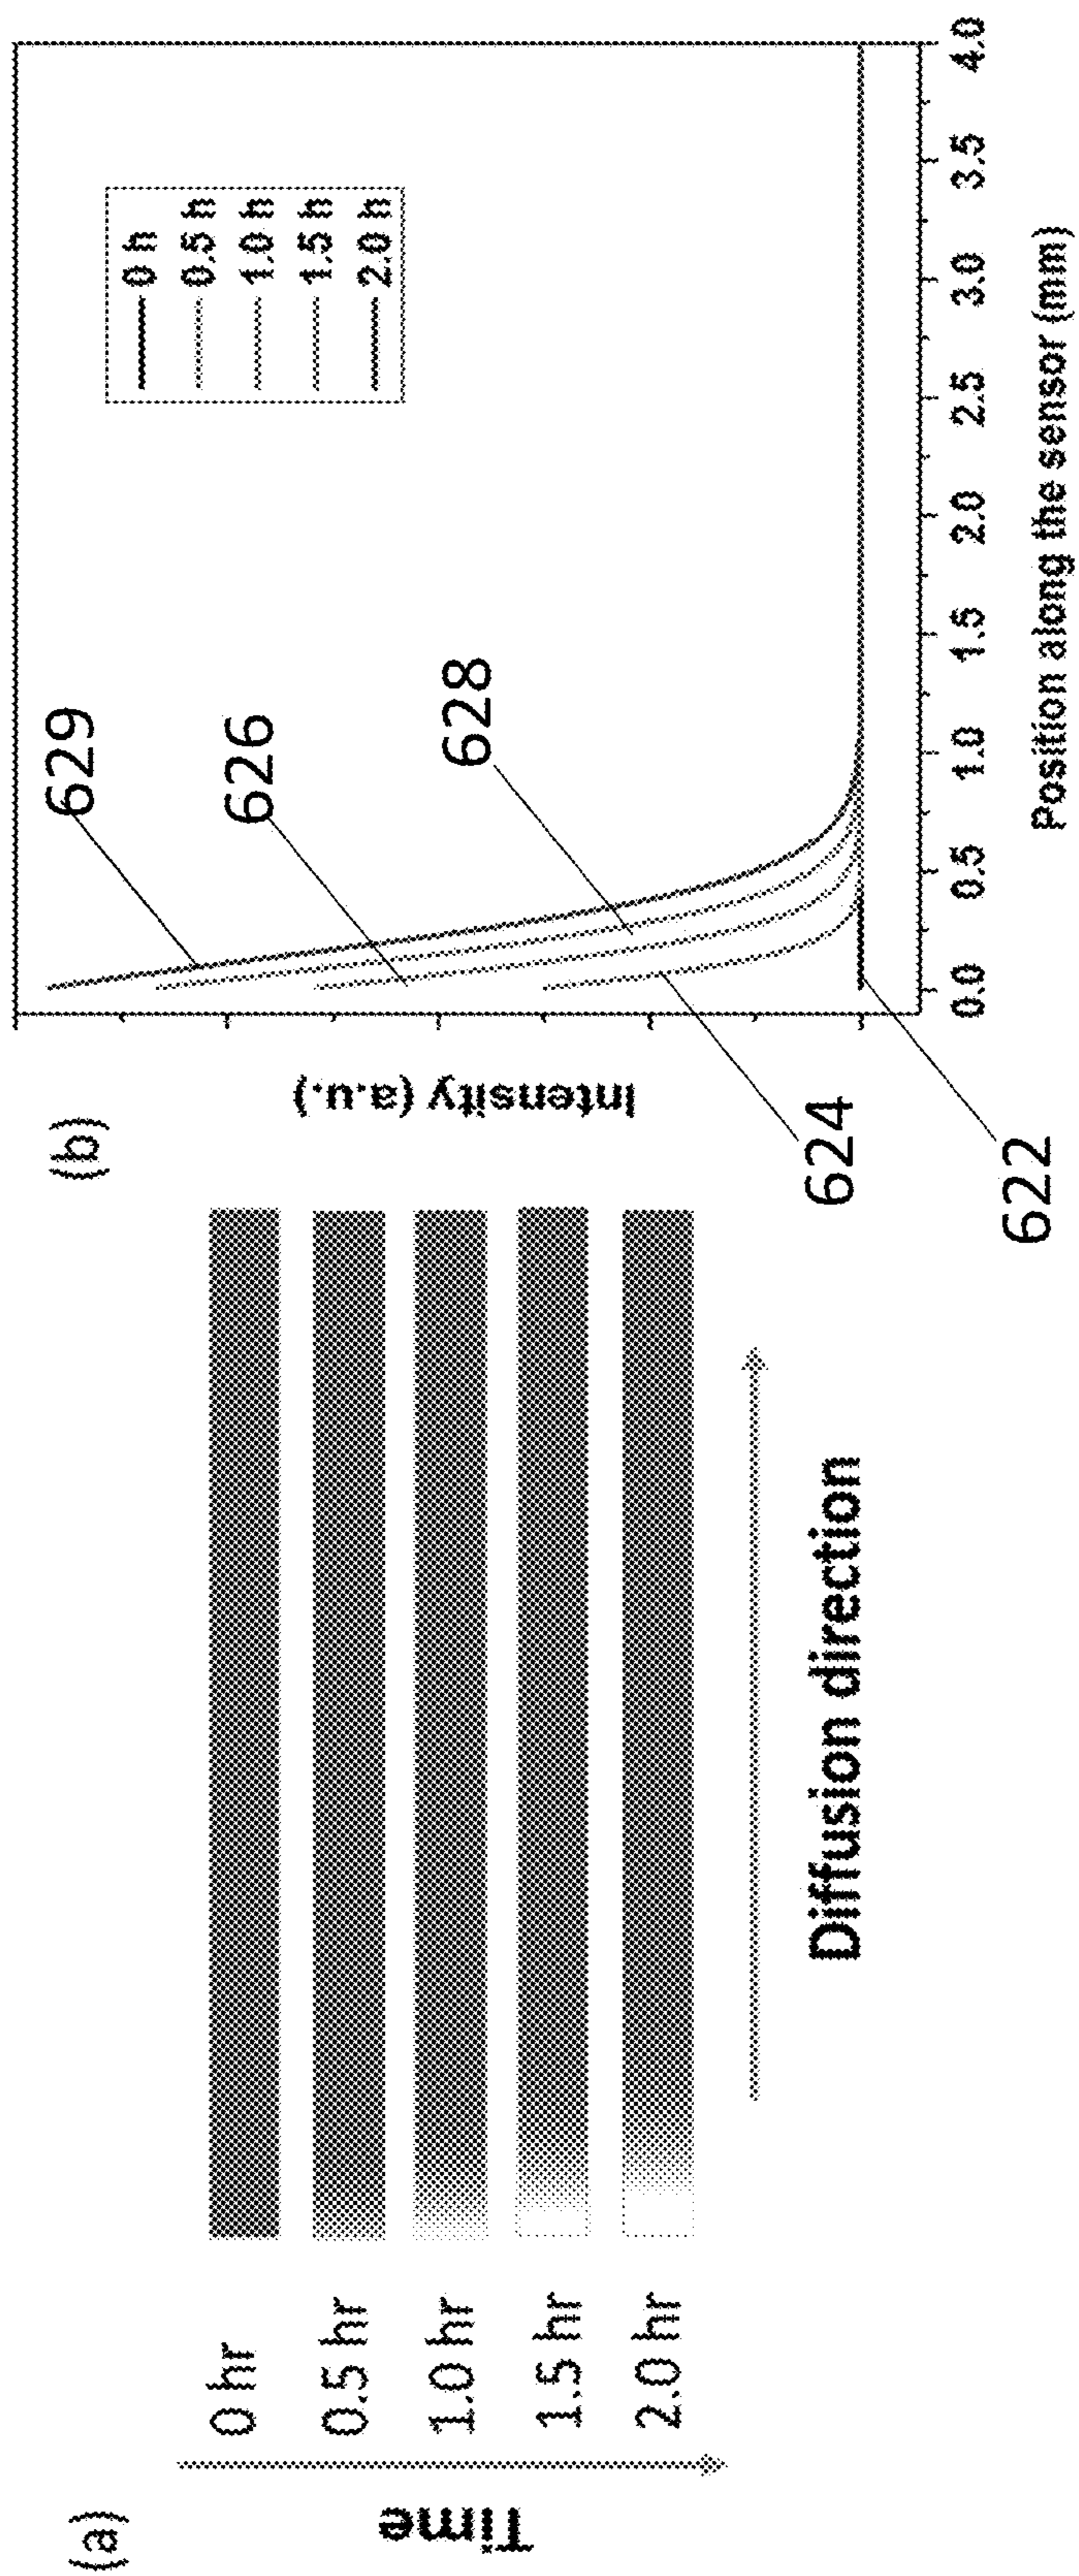 (a)
Time
0 hr
0.5 hr
1.0 hr
1.5 hr
2.0 hr
Diffusion direction
(b)
Intensity (a.u.)
629
626
628
624
622
0 h
0.5 h
1.0 h
1.5 h
2.0 h
0.0 0.5 1.0 1.5 2.0 2.5 3.0 3.5 4.0
Position along the sensor (mm)